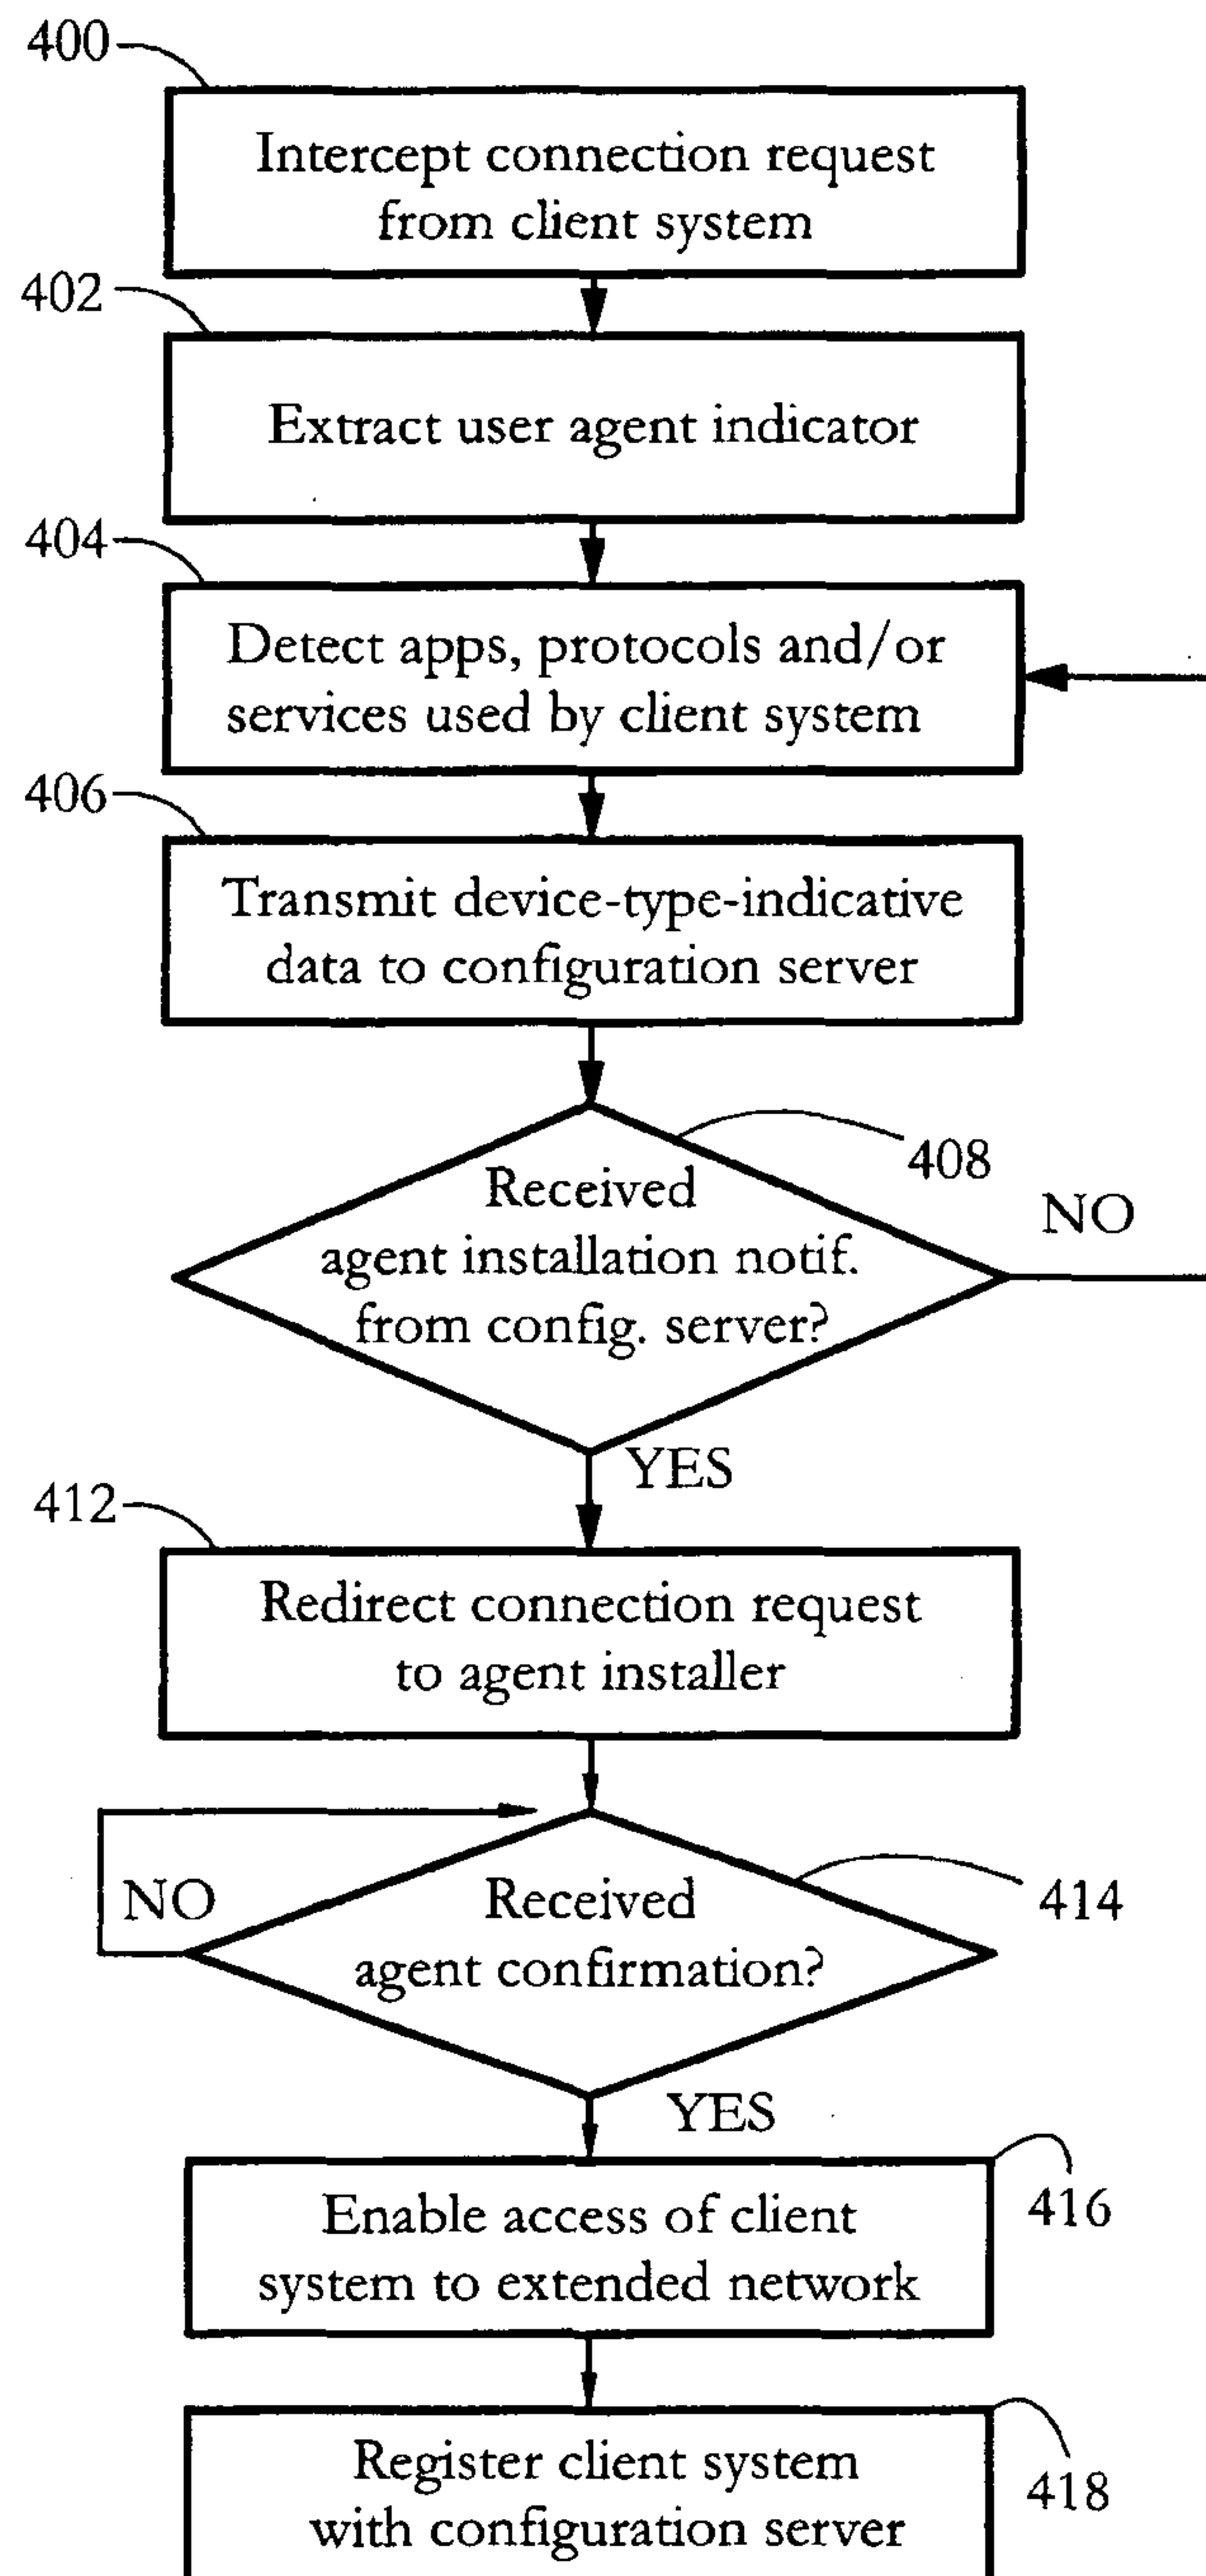 400
Intercept connection request
from client system
402
Extract user agent indicator
404
Detect apps, protocols and/or
services used by client system
406
Transmit device-type-indicative
data to configuration server
408
Received
agent installation notif.
from config. server?
NO
YES
412
Redirect connection request
to agent installer
414
Received
agent confirmation?
NO
YES
416
Enable access of client
system to extended network
418
Register client system
with configuration server